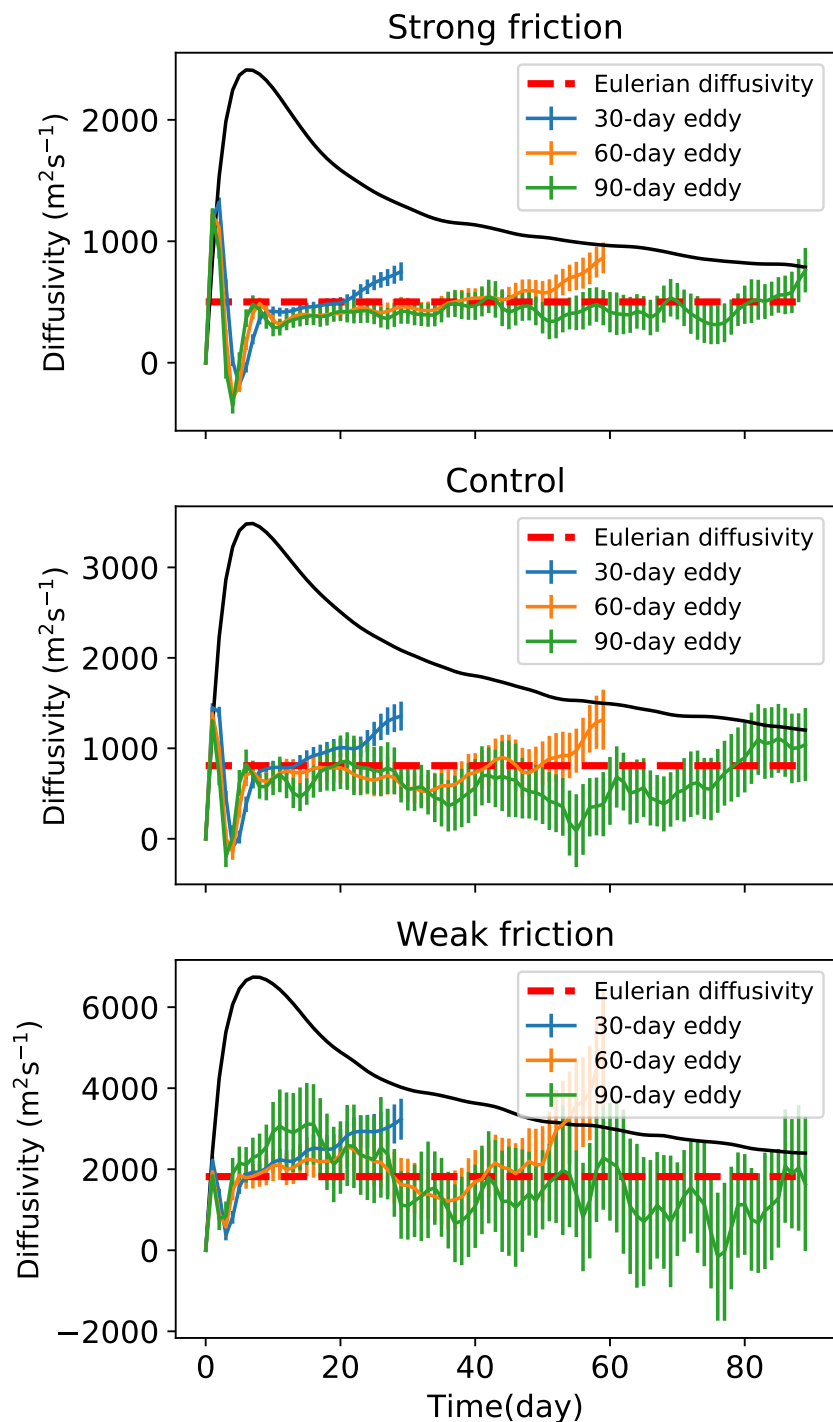 Strong friction
Diffusivity (m²s⁻¹)
2000
1000
0
Eulerian diffusivity
30-day eddy
60-day eddy
90-day eddy
Control
Diffusivity (m²s⁻¹)
3000
2000
1000
0
Eulerian diffusivity
30-day eddy
60-day eddy
90-day eddy
Weak friction
Diffusivity (m²s⁻¹)
6000
4000
2000
0
−2000
Eulerian diffusivity
30-day eddy
60-day eddy
90-day eddy
0 20 40 60 80
Time(day)